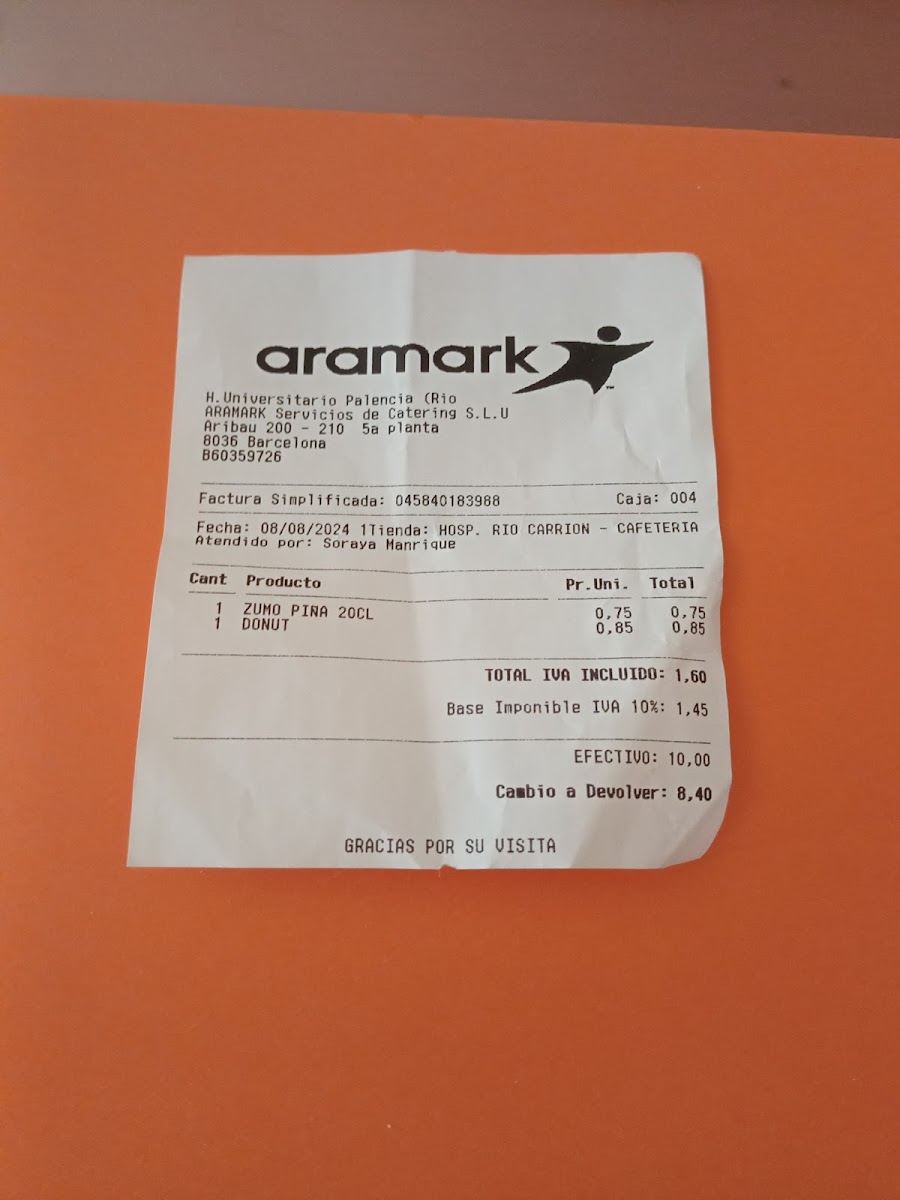 aramark
TM
H.Universitario Palencia (Rio
ARAMARK Servicios de Catering S.L.U
Aribau 200 - 210 5a planta
8036 Barcelona
B60359726
Factura Simplificada: 045840183988 Caja: 004
Fecha: 08/08/2024 1Tienda: HOSP. RIO CARRION - CAFETERIA
Atendido por: Soraya Manrique
Cant Producto Pr.Uni. Total
1 ZUMO PIÑA 20CL 0,75 0,75
1 DONUT 0,85 0,85
TOTAL IVA INCLUIDO: 1,60
Base Imponible IVA 10%: 1,45
EFECTIVO: 10,00
Cambio a Devolver: 8,40
GRACIAS POR SU VISITA